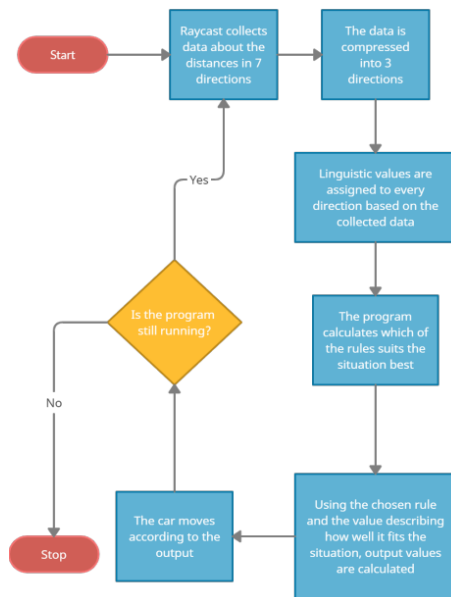 Start
Raycast collects
data about the
distances in 7
directions
The data is
compressed
into 3
directions
Linguistic values are
assigned to every
direction based on the
collected data
The program
calculates which of
the rules suits the
situation best
Using the chosen rule
and the value describing
how well it fits the
situation, output values
are calculated
The car moves
according to the
output
Is the program
still running?
Yes
No
Stop